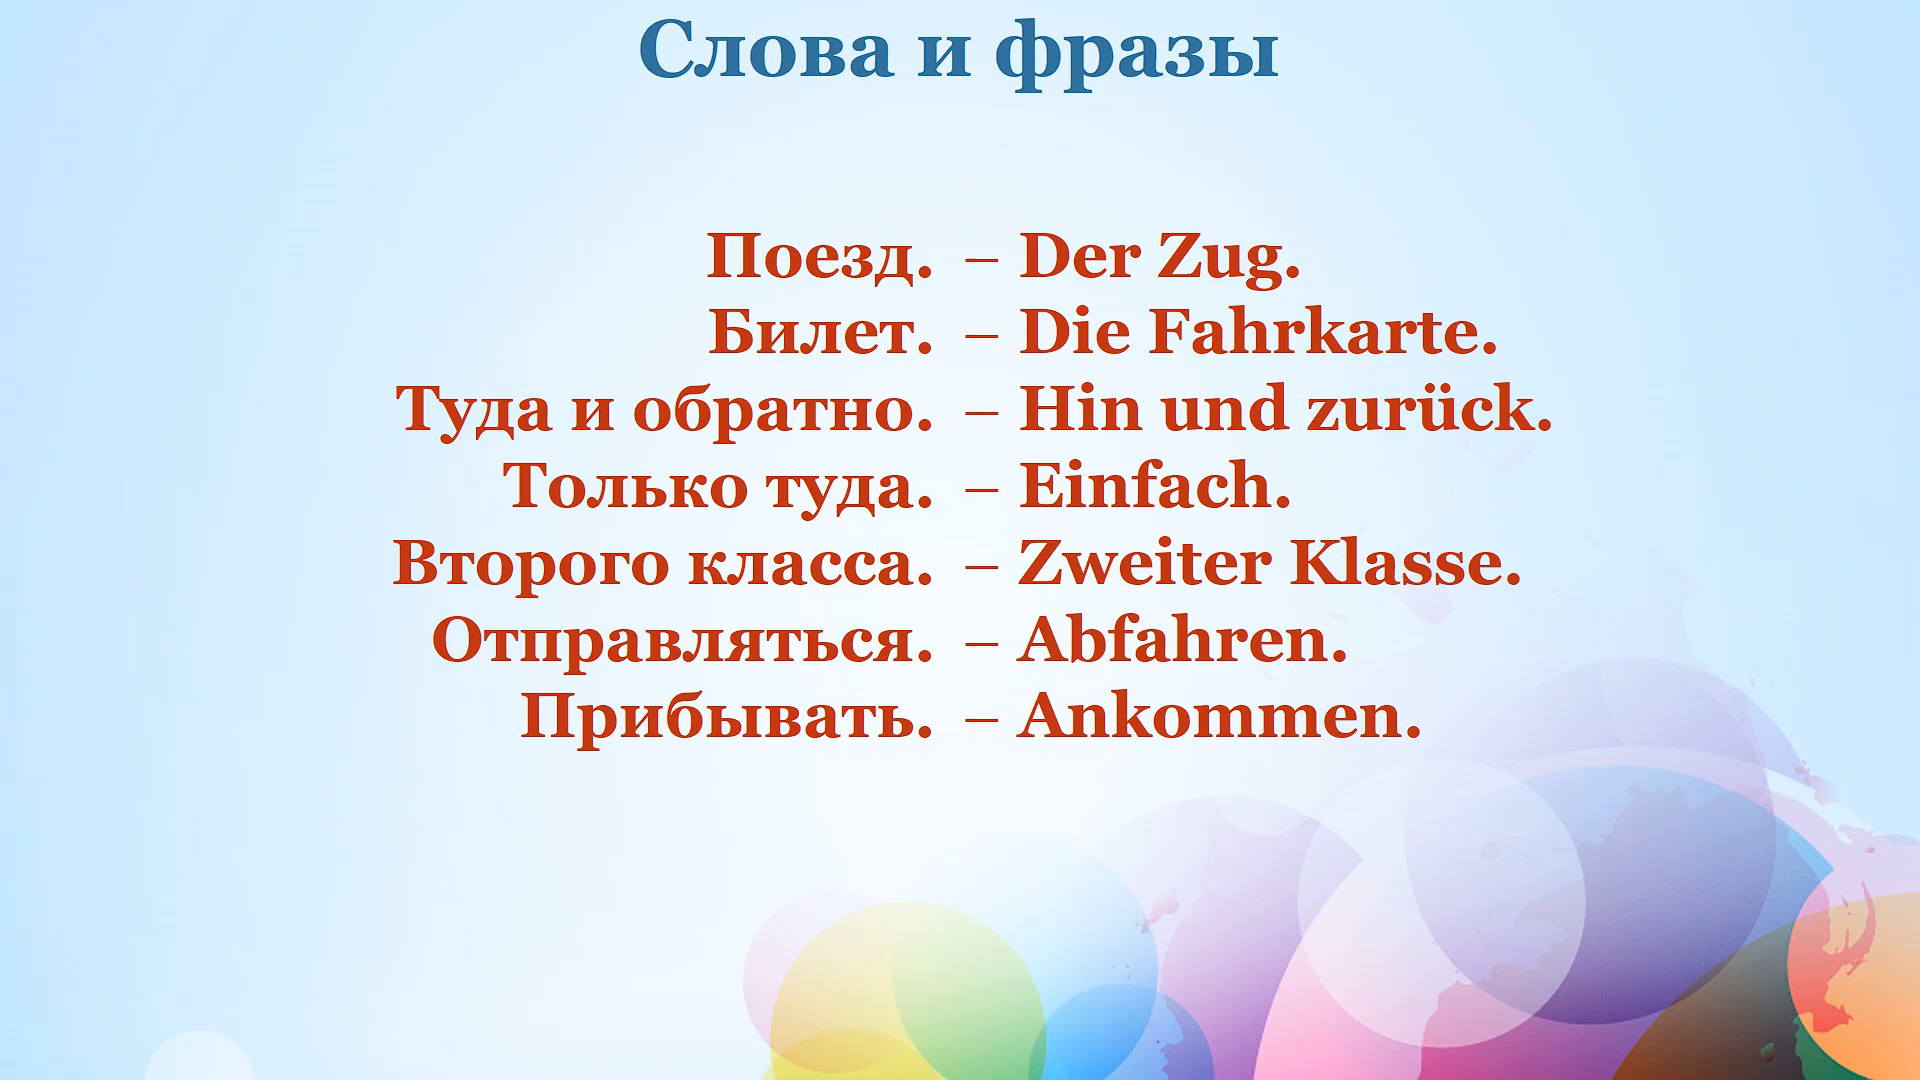 Слова и фразы
Поезд. – Der Zug.
Билет. – Die Fahrkarte.
Туда и обратно. – Hin und zurück.
Только туда. – Einfach.
Второго класса. – Zweiter Klasse.
Отправляться. – Abfahren.
Прибывать. – Ankommen.